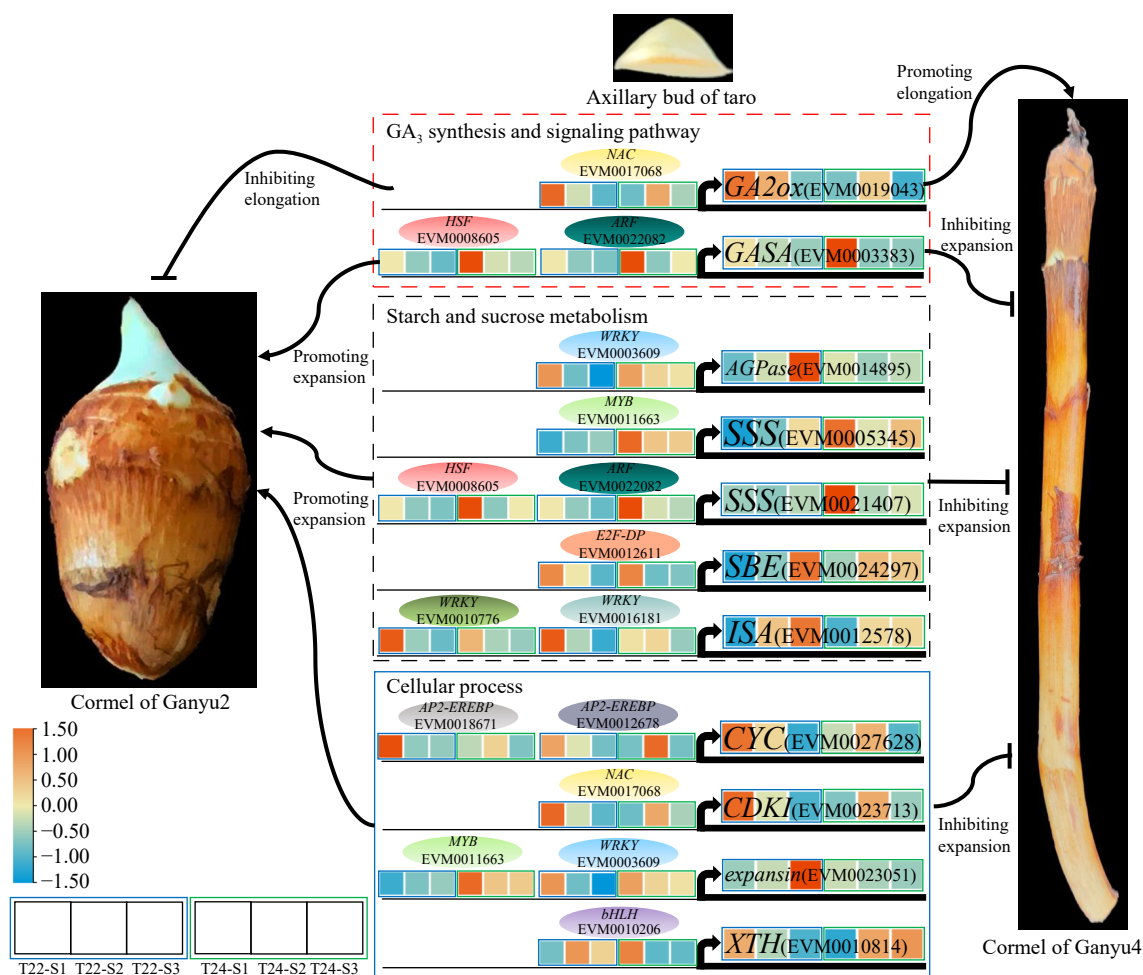 Axillary bud of taro
Promoting
elongation
GA₃ synthesis and signaling pathway
NAC
EVM0017068
GA2ox(EVM0019043)
Inhibiting
elongation
HSF
EVM0008605
ARF
EVM0022082
GASA(EVM0003383)
Inhibiting
expansion
Starch and sucrose metabolism
WRKY
EVM0003609
AGPase(EVM0014895)
Promoting
expansion
MYB
EVM0011663
SSS(EVM0005345)
HSF
EVM0008605
ARF
EVM0022082
SSS(EVM0021407)
Promoting
expansion
Inhibiting
expansion
E2F-DP
EVM0012611
SBE(EVM0024297)
WRKY
EVM0010776
WRKY
EVM0016181
ISA(EVM0012578)
Cormel of Ganyu2
Cellular process
AP2-EREBP
EVM0018671
AP2-EREBP
EVM0012678
CYC(EVM0027628)
NAC
EVM0017068
CDKI(EVM0023713)
Inhibiting
expansion
MYB
EVM0011663
WRKY
EVM0003609
expansin(EVM0023051)
bHLH
EVM0010206
XTH(EVM0010814)
Cormel of Ganyu4
1.50
1.00
0.50
0.00
−0.50
−1.00
−1.50
T22-S1 T22-S2 T22-S3 T24-S1 T24-S2 T24-S3